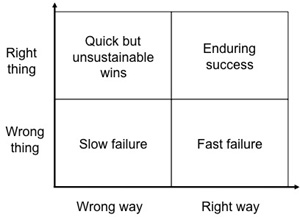 Right
thing
Quick but
unsustainable
wins
Enduring
success
Wrong
thing
Slow failure
Fast failure
Wrong way
Right way